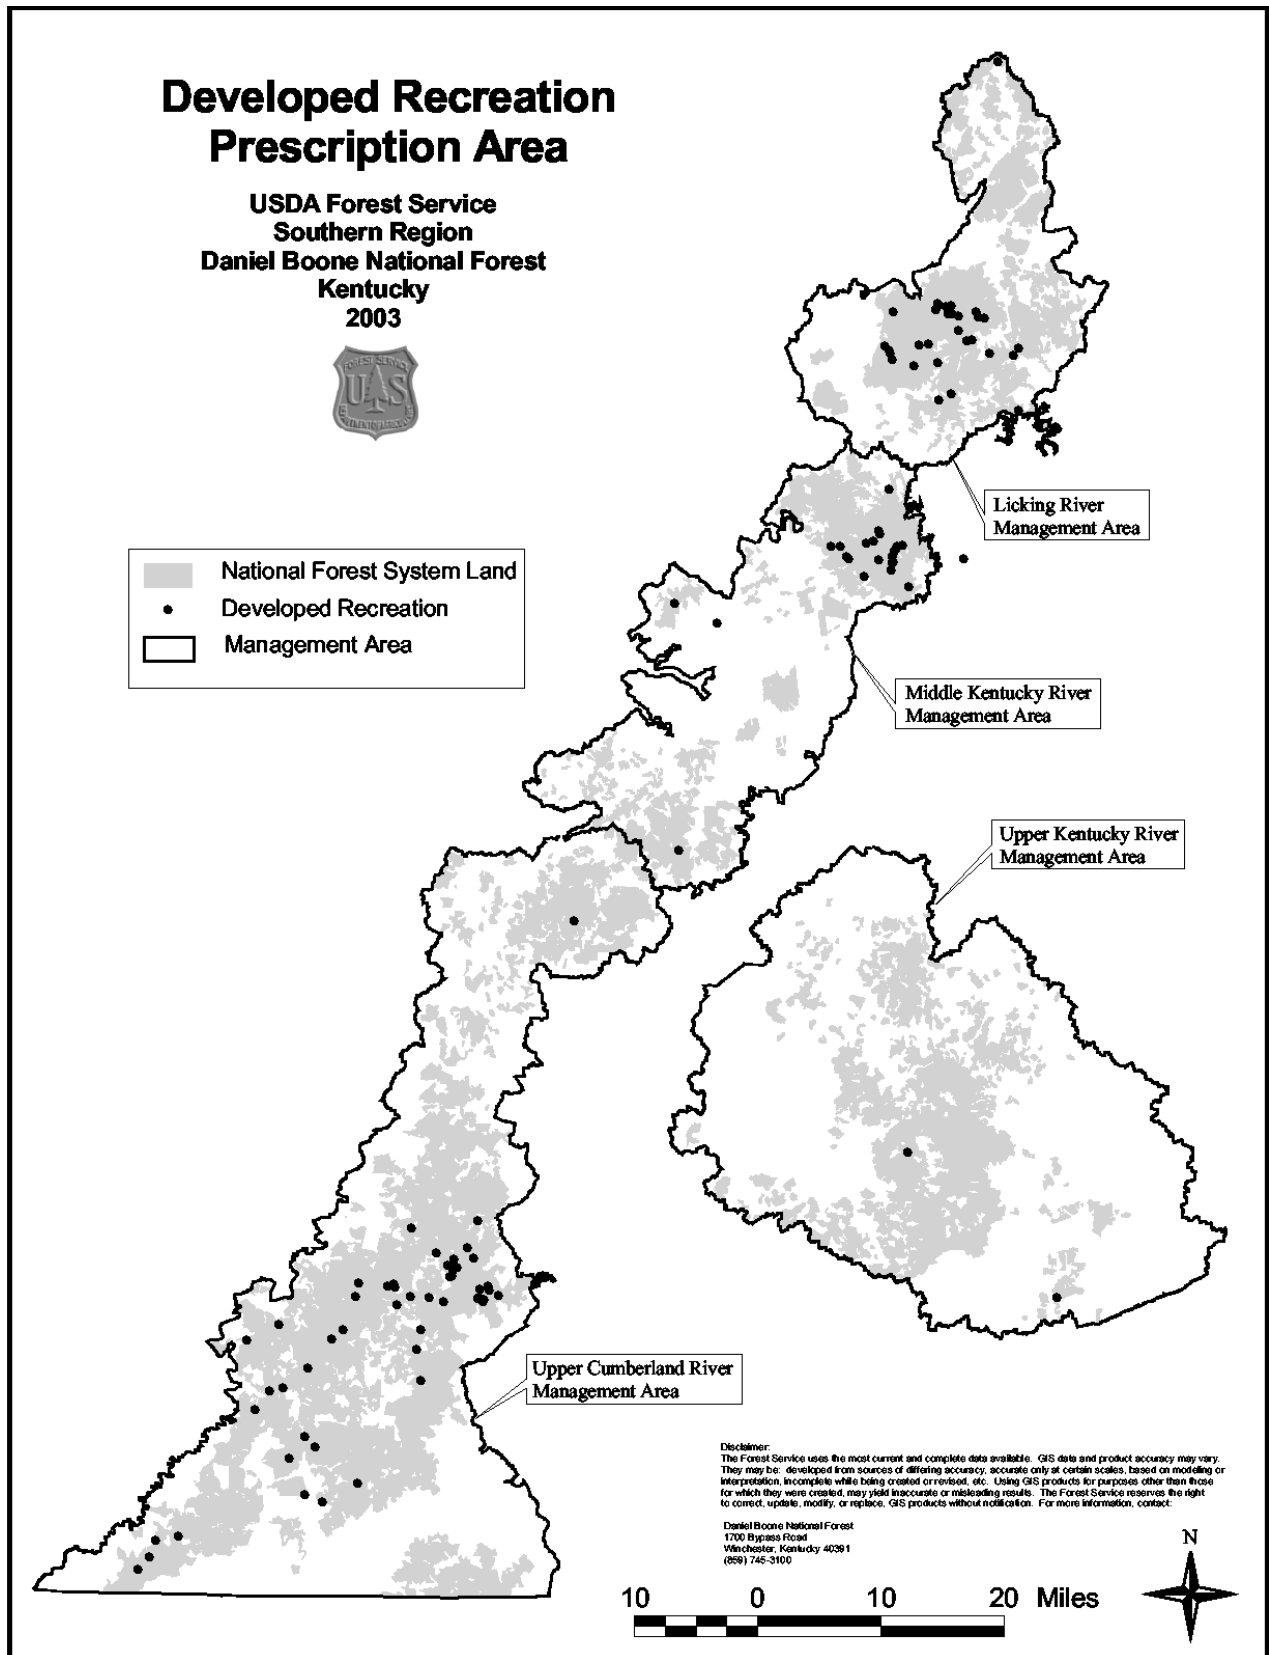 Developed Recreation
Prescription Area
USDA Forest Service
Southern Region
Daniel Boone National Forest
Kentucky
2003
FOREST SERVICE
U S
DEPARTMENT OF AGRICULTURE
National Forest System Land
Developed Recreation
Management Area
Licking River
Management Area
Middle Kentucky River
Management Area
Upper Kentucky River
Management Area
Upper Cumberland River
Management Area
Disclaimer:
The Forest Service uses the most current and complete data available. GIS data and product accuracy may vary.
They may be: developed from sources of differing accuracy, accurate only at certain scales, based on modeling or
interpretation, incomplete while being created or revised, etc. Using GIS products for purposes other than those
for which they were created, may yield inaccurate or misleading results. The Forest Service reserves the right
to correct, update, modify, or replace, GIS products without notification. For more information, contact:
Daniel Boone National Forest
1700 Bypass Road
Winchester, Kentucky 40391
(859) 745-3100
N
10 0 10 20 Miles